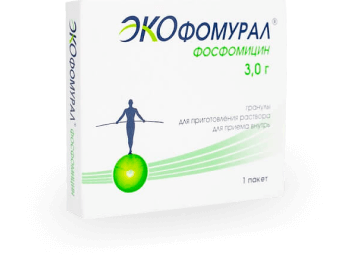 ЭКОфомурал®
ФОСФОМИЦИН
3,0 г
гранулы
для приготовления раствора
для приема внутрь
1 пакет
ЭКОфомурал®
ФОСФОМИЦИН